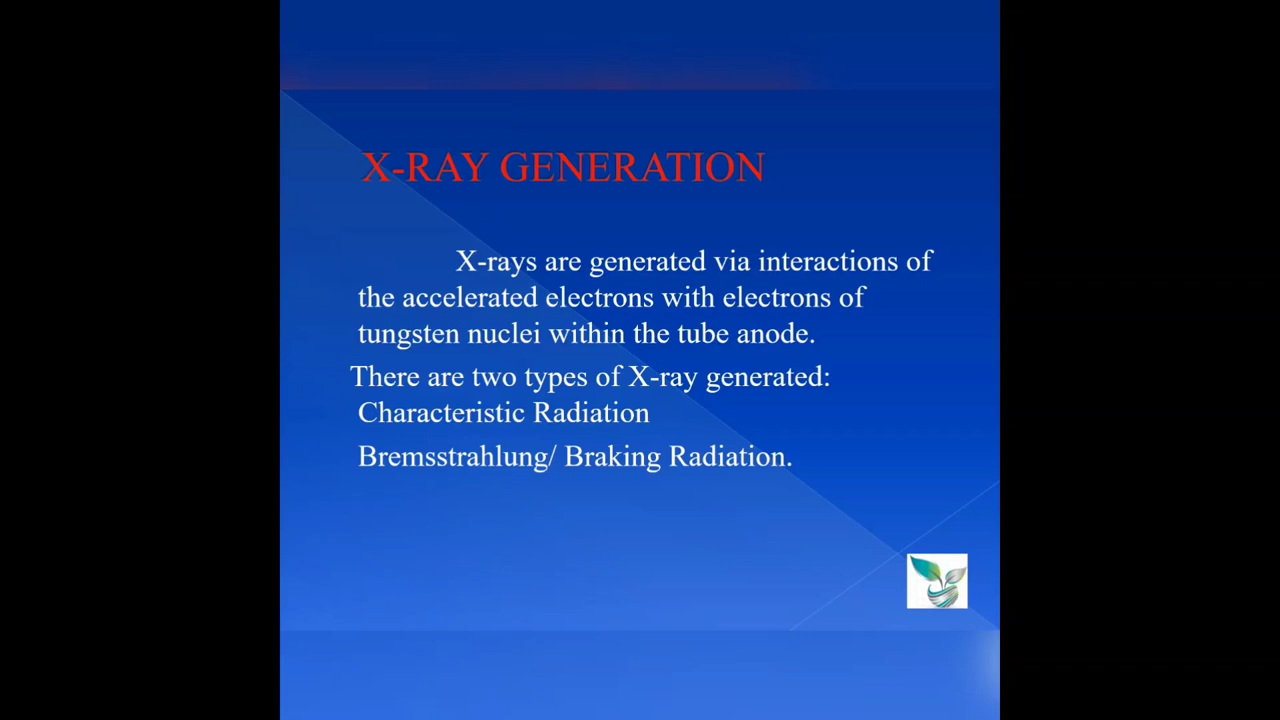 X-RAY GENERATION
X-rays are generated via interactions of
the accelerated electrons with electrons of
tungsten nuclei within the tube anode.
There are two types of X-ray generated:
Characteristic Radiation
Bremsstrahlung/ Braking Radiation.